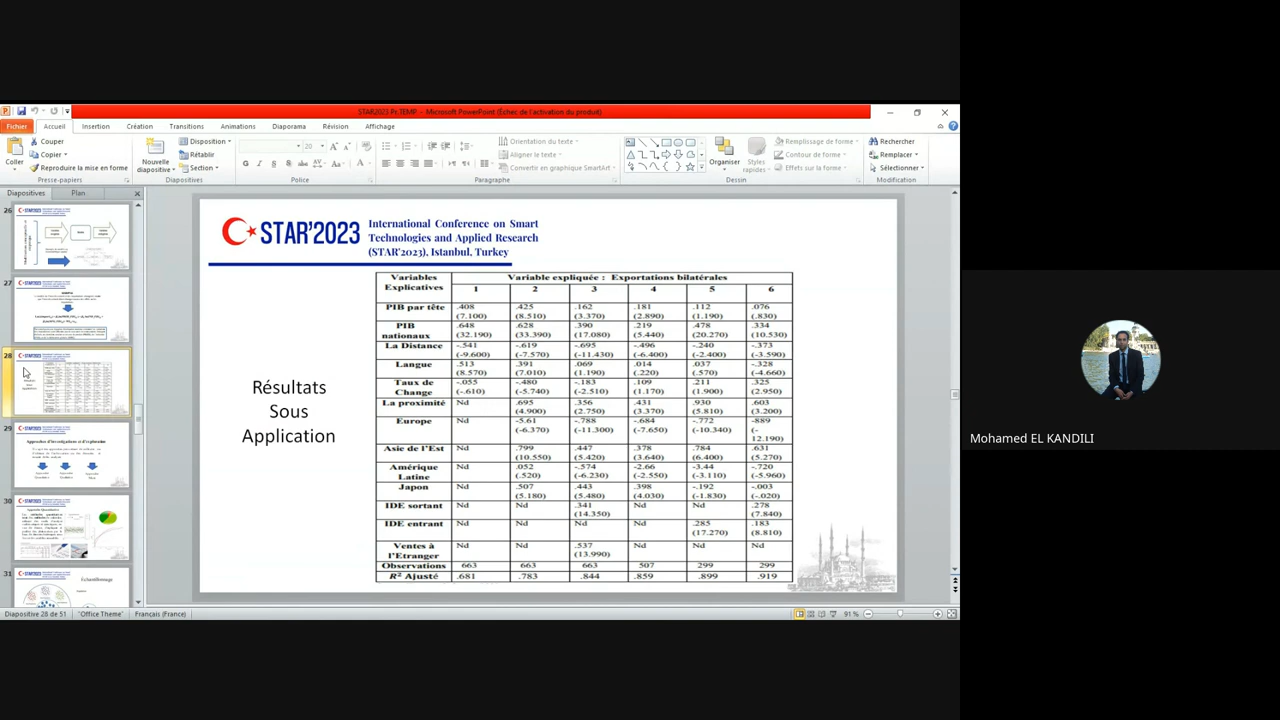 STAR2023 Pr.TEMP - Microsoft PowerPoint (Échec de l'activation du produit)
Fichier Accueil Insertion Création Transitions Animations Diaporama Révision Affichage
Coller
Couper
Copier
Reproduire la mise en forme
Presse-papiers
Nouvelle diapositive
Disposition
Rétablir
Section
Diapositives
20
Police
Orientation du texte
Aligner le texte
Convertir en graphique SmartArt
Paragraphe
Organiser
Styles rapides
Remplissage de forme
Contour de forme
Effets sur la forme
Dessin
Rechercher
Remplacer
Sélectionner
Modification
Diapositives Plan
26
27
28
29
30
31
STAR'2023
International Conference on Smart
Technologies and Applied Research
(STAR'2023), Istanbul, Turkey
Résultats
Sous
Application
Variables Explicatives Variable expliquée : Exportations bilatérales
1 2 3 4 5 6
PIB par tête .408 .425 .162 .181 .112 .076
(7.100) (8.510) (3.370) (2.890) (1.190) (.830)
PIB nationaux .648 .628 .390 .219 .478 .334
(32.190) (33.390) (17.080) (5.440) (20.270) (10.530)
La Distance -.541 -.619 -.695 -.496 -.240 -.373
(-9.600) (-7.570) (-11.430) (-6.400) (-2.400) (-3.590)
Langue .513 .391 .069 .014 .037 -.328
(8.570) (7.010) (1.190) (.220) (.570) (-4.660)
Taux de Change -.055 -.480 -.183 .109 .211 .325
(-.610) (-5.740) (-2.510) (1.170) (1.900) (2.950)
La proximité Nd .695 .356 .431 .930 .603
(4.900) (2.750) (3.370) (5.810) (3.200)
Europe Nd -5.61 -.788 -.684 -.772 -889
(-6.370) (-11.300) (-7.650) (-10.340) (-
12.190)
Asie de l'Est Nd .799 .447 .378 .784 .631
(10.550) (5.420) (3.640) (6.400) (5.270)
Amérique Latine Nd .052 -.574 -2.66 -3.44 -.720
(.520) (-6.230) (-2.550) (-3.110) (-5.960)
Japon Nd .507 .443 .398 -.192 -.003
(5.180) (5.480) (4.030) (-1.830) (-.020)
IDE sortant Nd Nd .341 Nd Nd .278
(14.350) (7.840)
IDE entrant Nd Nd Nd Nd .285 .183
(17.270) (8.810)
Ventes à l'Etranger Nd Nd .537 Nd Nd Nd
(13.990)
Observations 663 663 663 507 299 299
R² Ajusté .681 .783 .844 .859 .899 .919
Diapositive 28 de 51 "Office Theme" Français (France) 91 %
Mohamed EL KANDILI